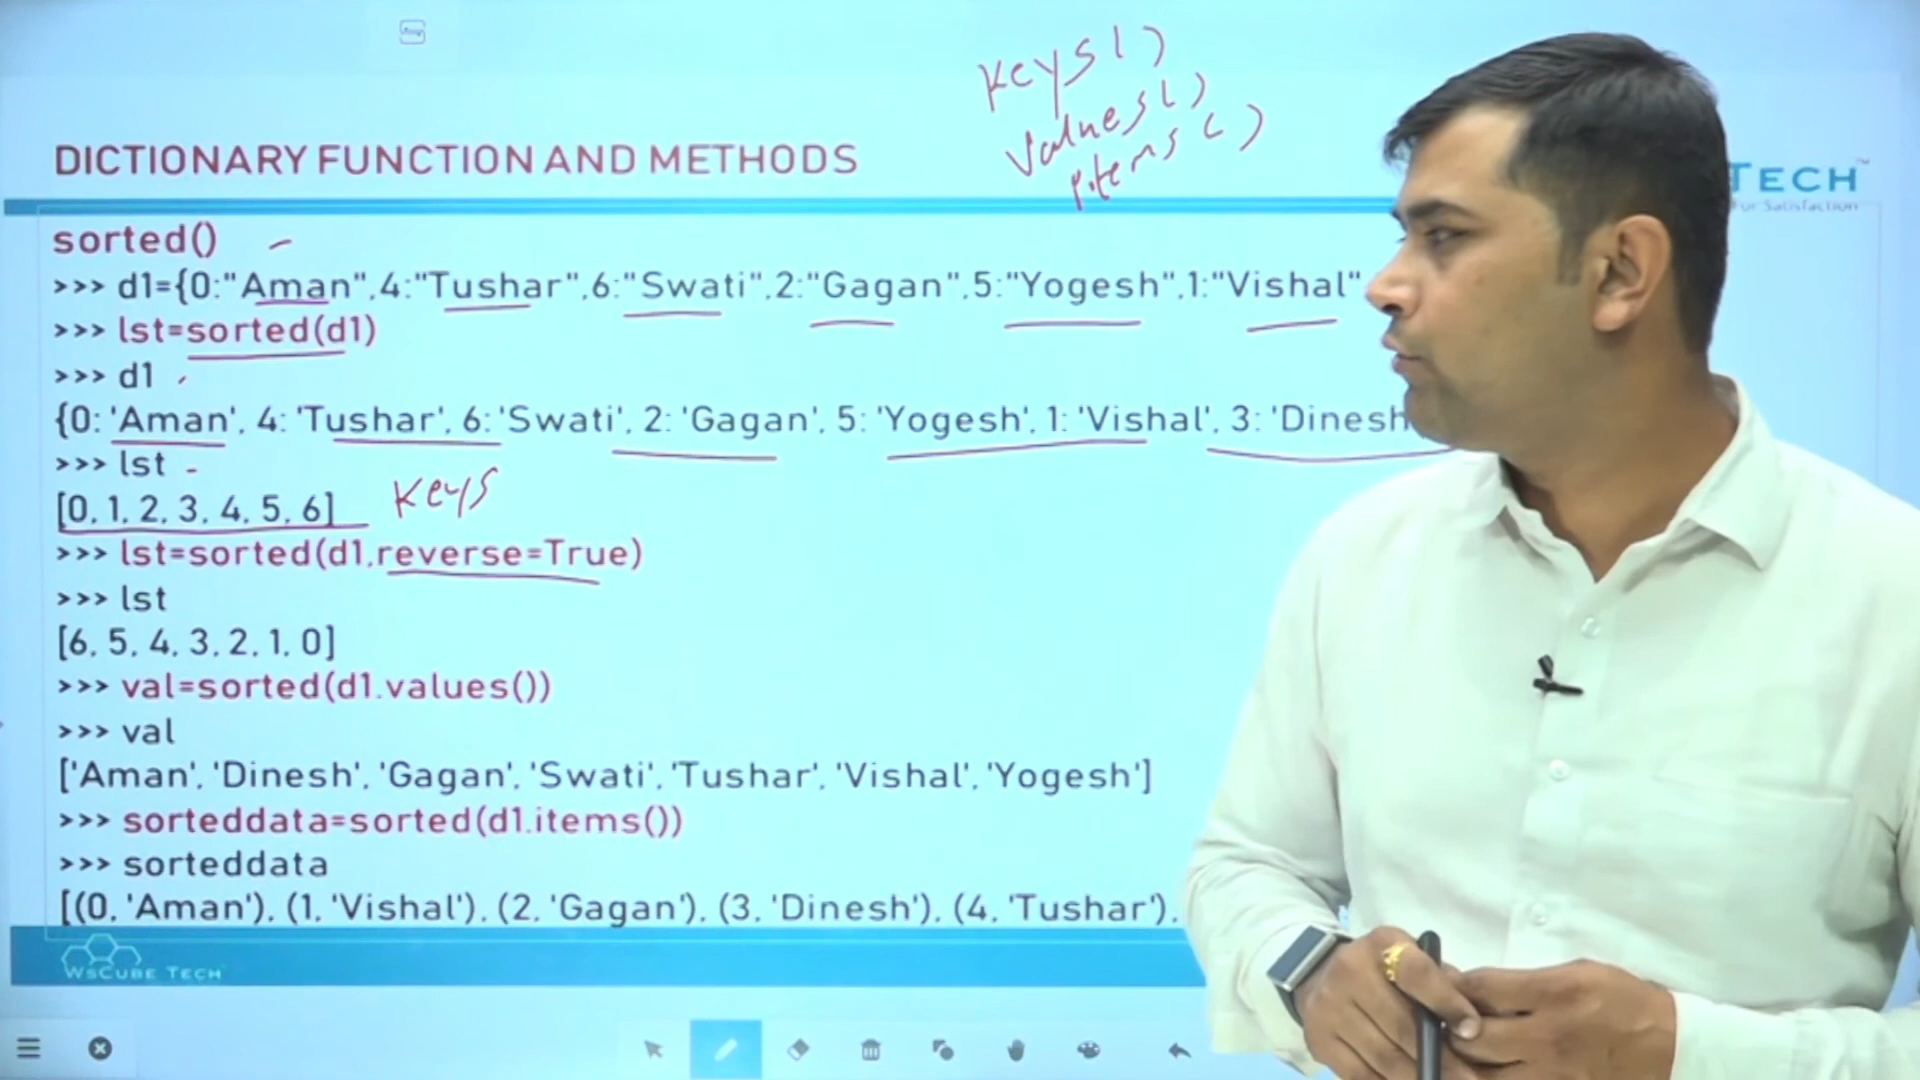 keys()
values()
items()
DICTIONARY FUNCTION AND METHODS
TECH
sorted()
>>> d1={0:"Aman",4:"Tushar",6:"Swati",2:"Gagan",5:"Yogesh",1:"Vishal"
>>> lst=sorted(d1)
>>> d1
{0: 'Aman', 4: 'Tushar', 6: 'Swati', 2: 'Gagan', 5: 'Yogesh', 1: 'Vishal', 3: 'Dinesh
>>> lst
[0, 1, 2, 3, 4, 5, 6] keys
>>> lst=sorted(d1,reverse=True)
>>> lst
[6, 5, 4, 3, 2, 1, 0]
>>> val=sorted(d1.values())
>>> val
['Aman', 'Dinesh', 'Gagan', 'Swati', 'Tushar', 'Vishal', 'Yogesh']
>>> sorteddata=sorted(d1.items())
>>> sorteddata
[(0, 'Aman'), (1, 'Vishal'), (2, 'Gagan'), (3, 'Dinesh'), (4, 'Tushar'),
WSCUBE TECH